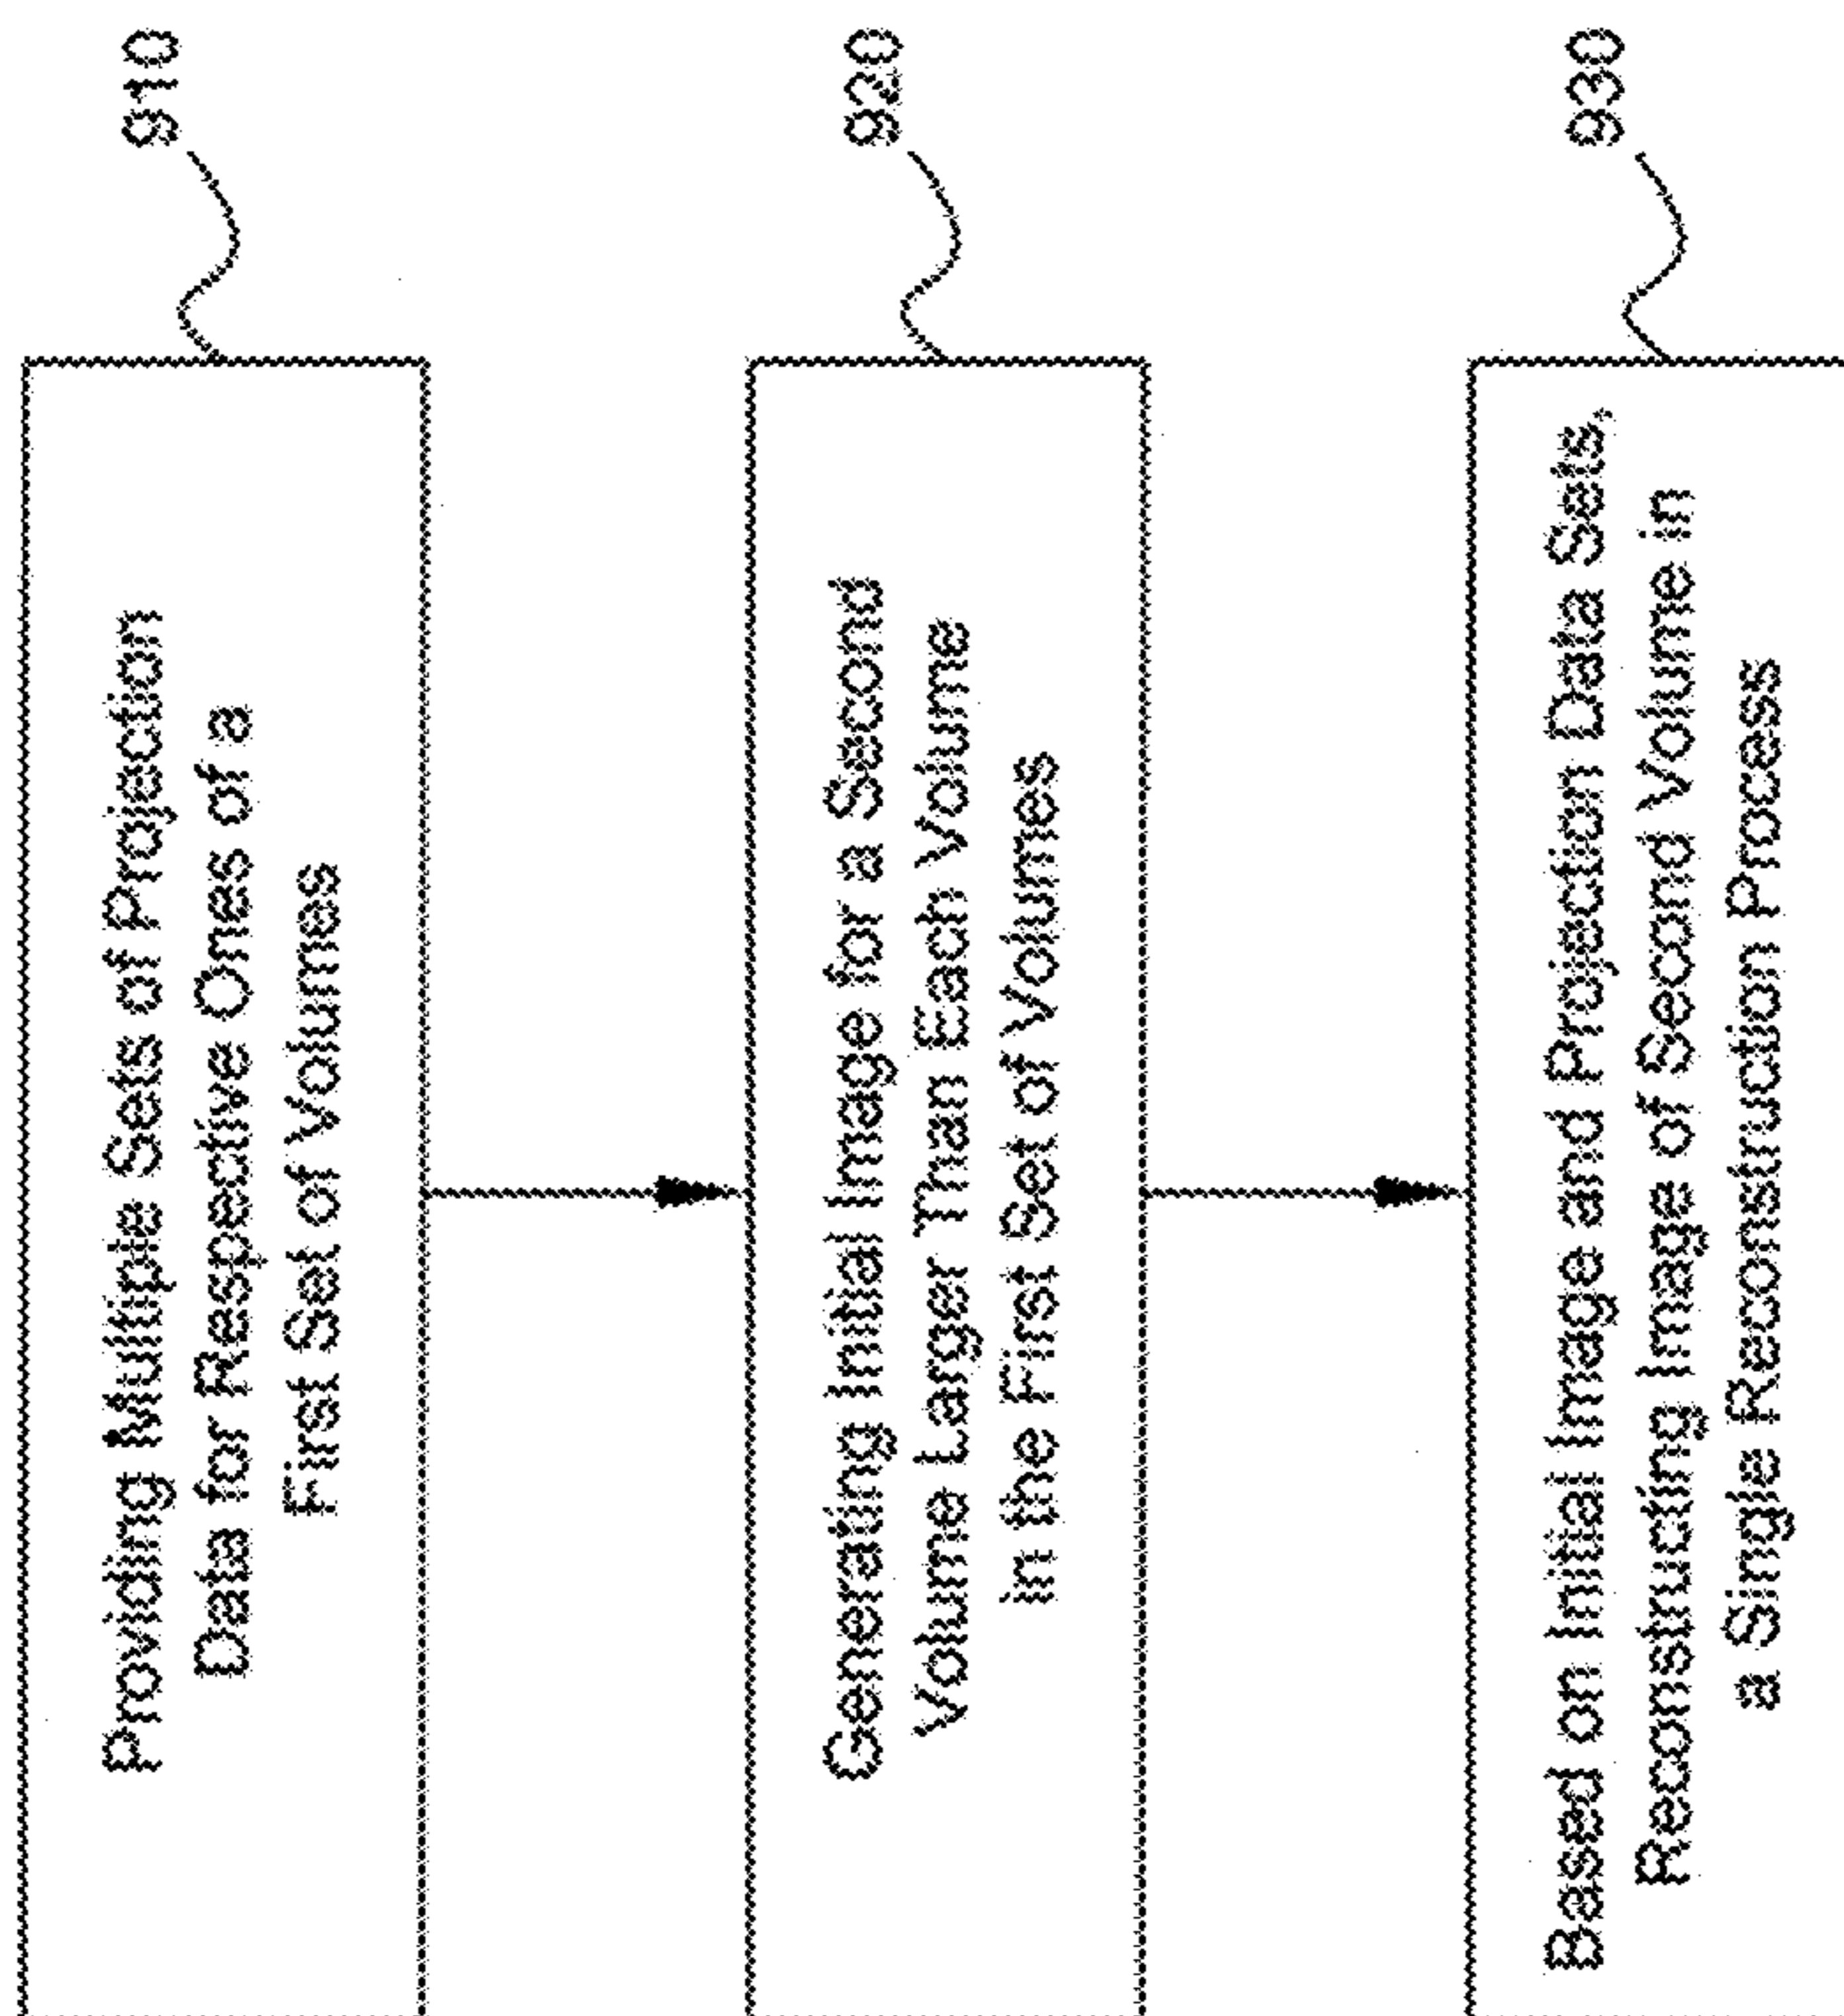 910
Providing Multiple Sets of Projection
Data for Respective Ones of a
First Set of Volumes
920
Generating Initial Image for a Second
Volume Larger Than Each Volume
in the First Set of Volumes
930
Based on Initial Image and Projection Data Sets,
Reconstructing Image of Second Volume in
a Single Reconstruction Process